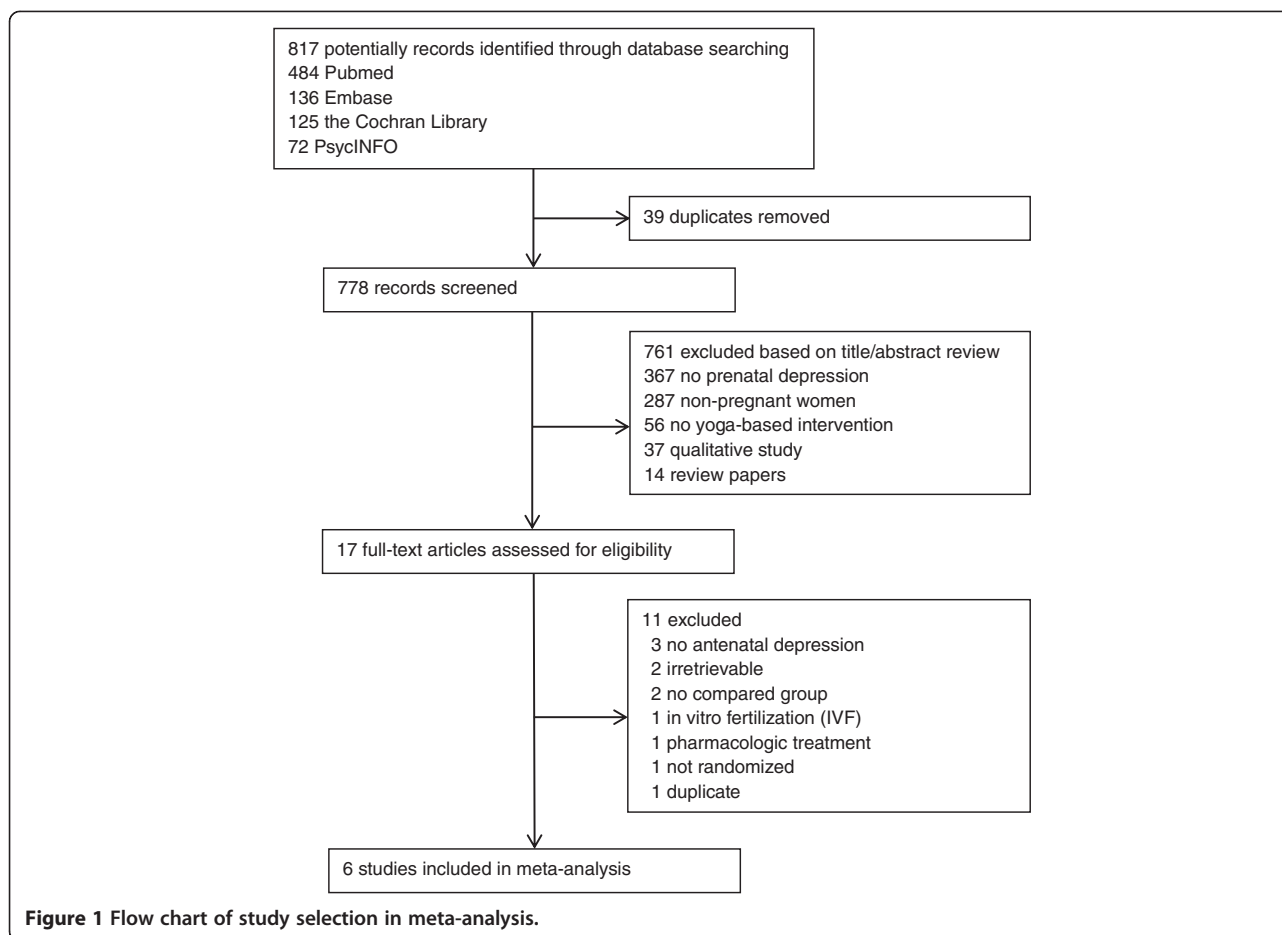 817 potentially records identified through database searching
484 Pubmed
136 Embase
125 the Cochran Library
72 PsycINFO
39 duplicates removed
778 records screened
761 excluded based on title/abstract review
367 no prenatal depression
287 non-pregnant women
56 no yoga-based intervention
37 qualitative study
14 review papers
17 full-text articles assessed for eligibility
11 excluded
3 no antenatal depression
2 irretrievable
2 no compared group
1 in vitro fertilization (IVF)
1 pharmacologic treatment
1 not randomized
1 duplicate
6 studies included in meta-analysis
Figure 1 Flow chart of study selection in meta-analysis.